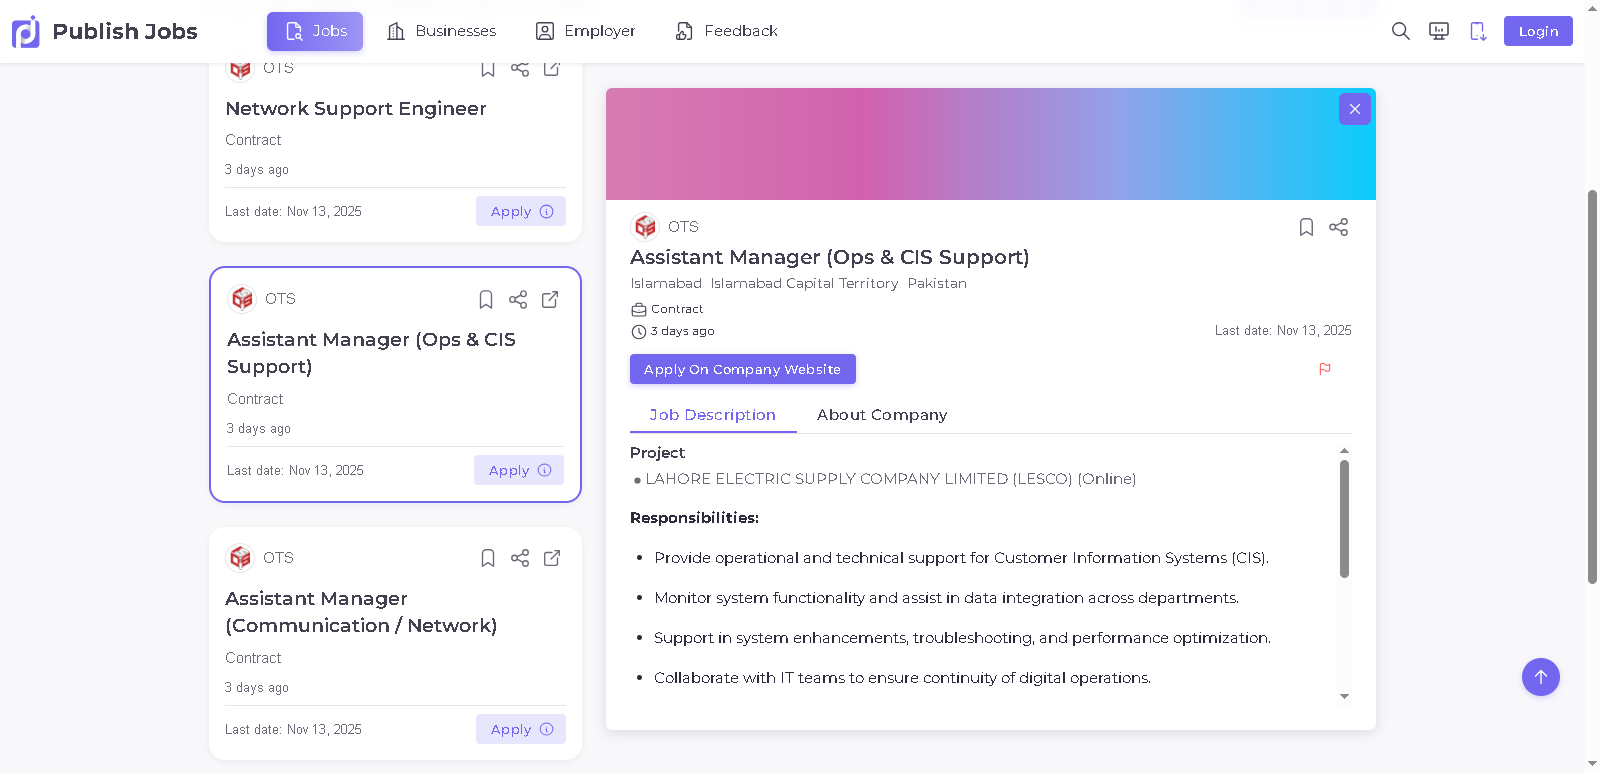 Publish Jobs
Jobs
Businesses
Employer
Feedback
Login
OTS
Network Support Engineer
Contract
3 days ago
Last date: Nov 13, 2025
Apply
OTS
Assistant Manager (Ops & CIS
Support)
Contract
3 days ago
Last date: Nov 13, 2025
Apply
OTS
Assistant Manager
(Communication / Network)
Contract
3 days ago
Last date: Nov 13, 2025
Apply
OTS
Assistant Manager (Ops & CIS Support)
Islamabad Islamabad Capital Territory Pakistan
Contract
3 days ago
Last date: Nov 13, 2025
Apply On Company Website
Job Description
About Company
Project
• LAHORE ELECTRIC SUPPLY COMPANY LIMITED (LESCO) (Online)
Responsibilities:
• Provide operational and technical support for Customer Information Systems (CIS).
• Monitor system functionality and assist in data integration across departments.
• Support in system enhancements, troubleshooting, and performance optimization.
• Collaborate with IT teams to ensure continuity of digital operations.